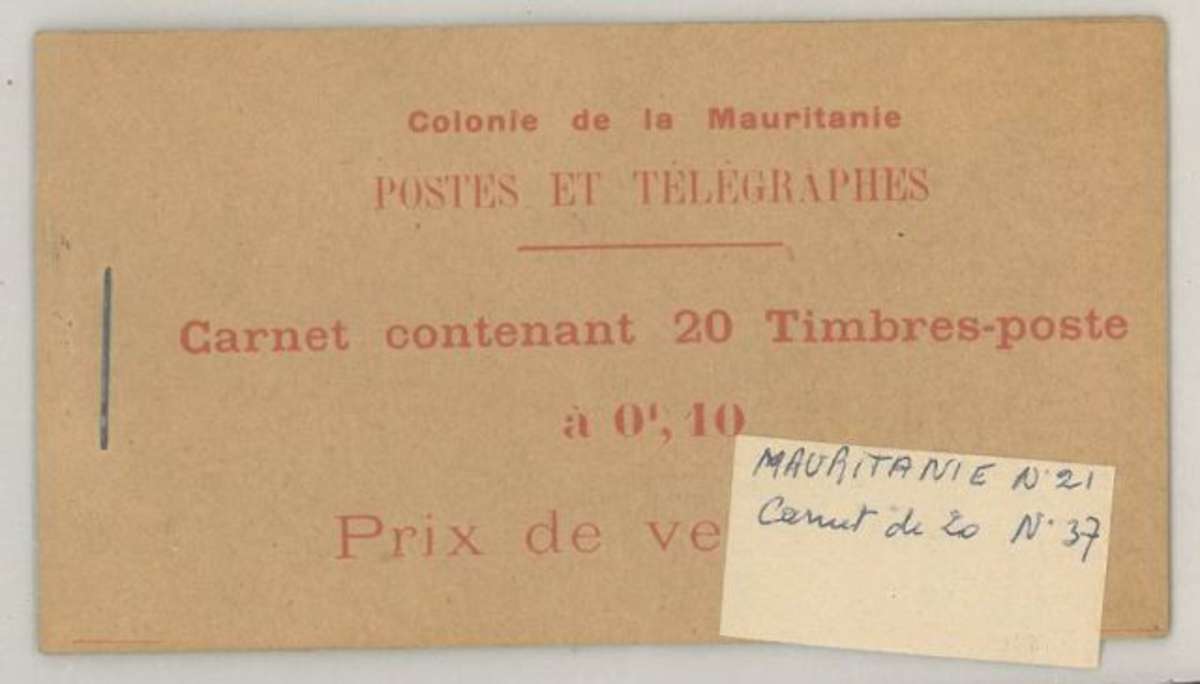 Colonie de la Mauritanie
POSTES ET TÉLÉGRAPHES
Carnet contenant 20 Timbres-poste
à 0f, 10
Prix de ve
MAURITANIE N° 21
Carnet de 20 N° 37